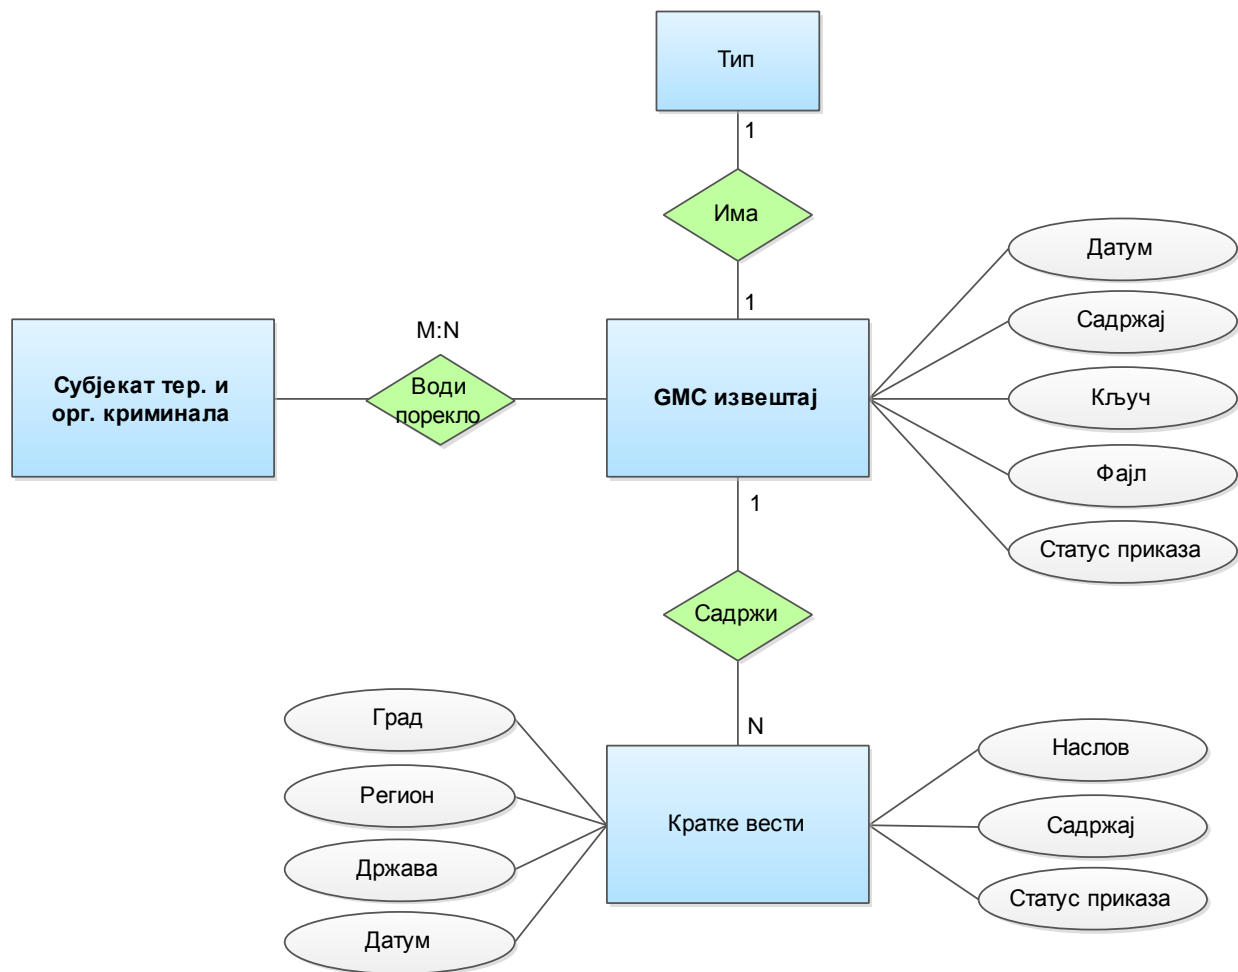 Тип
1
Има
1
Датум
Садржај
Кључ
Фајл
Статус приказа
M:N
Субјекат тер. и
орг. криминала
Води
порекло
GMC извештај
1
Садржи
N
Град
Регион
Држава
Датум
Кратке вести
Наслов
Садржај
Статус приказа